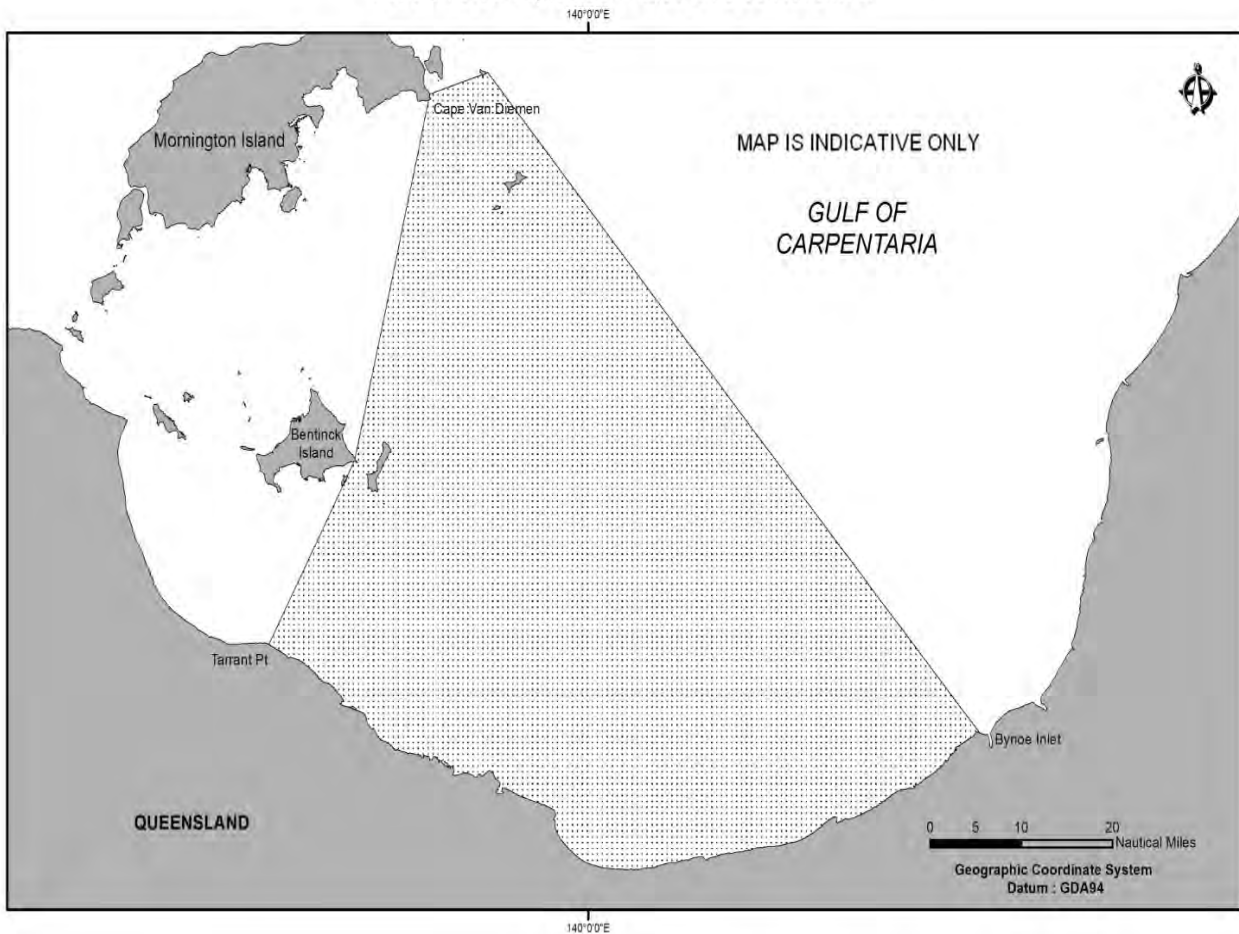 140°0'0"E
Cape Van Diemen
Mornington Island
MAP IS INDICATIVE ONLY
GULF OF
CARPENTARIA
Bentinck
Island
Tarrant Pt
Bynoe Inlet
QUEENSLAND
0 5 10 20
Nautical Miles
Geographic Coordinate System
Datum : GDA94
140°0'0"E